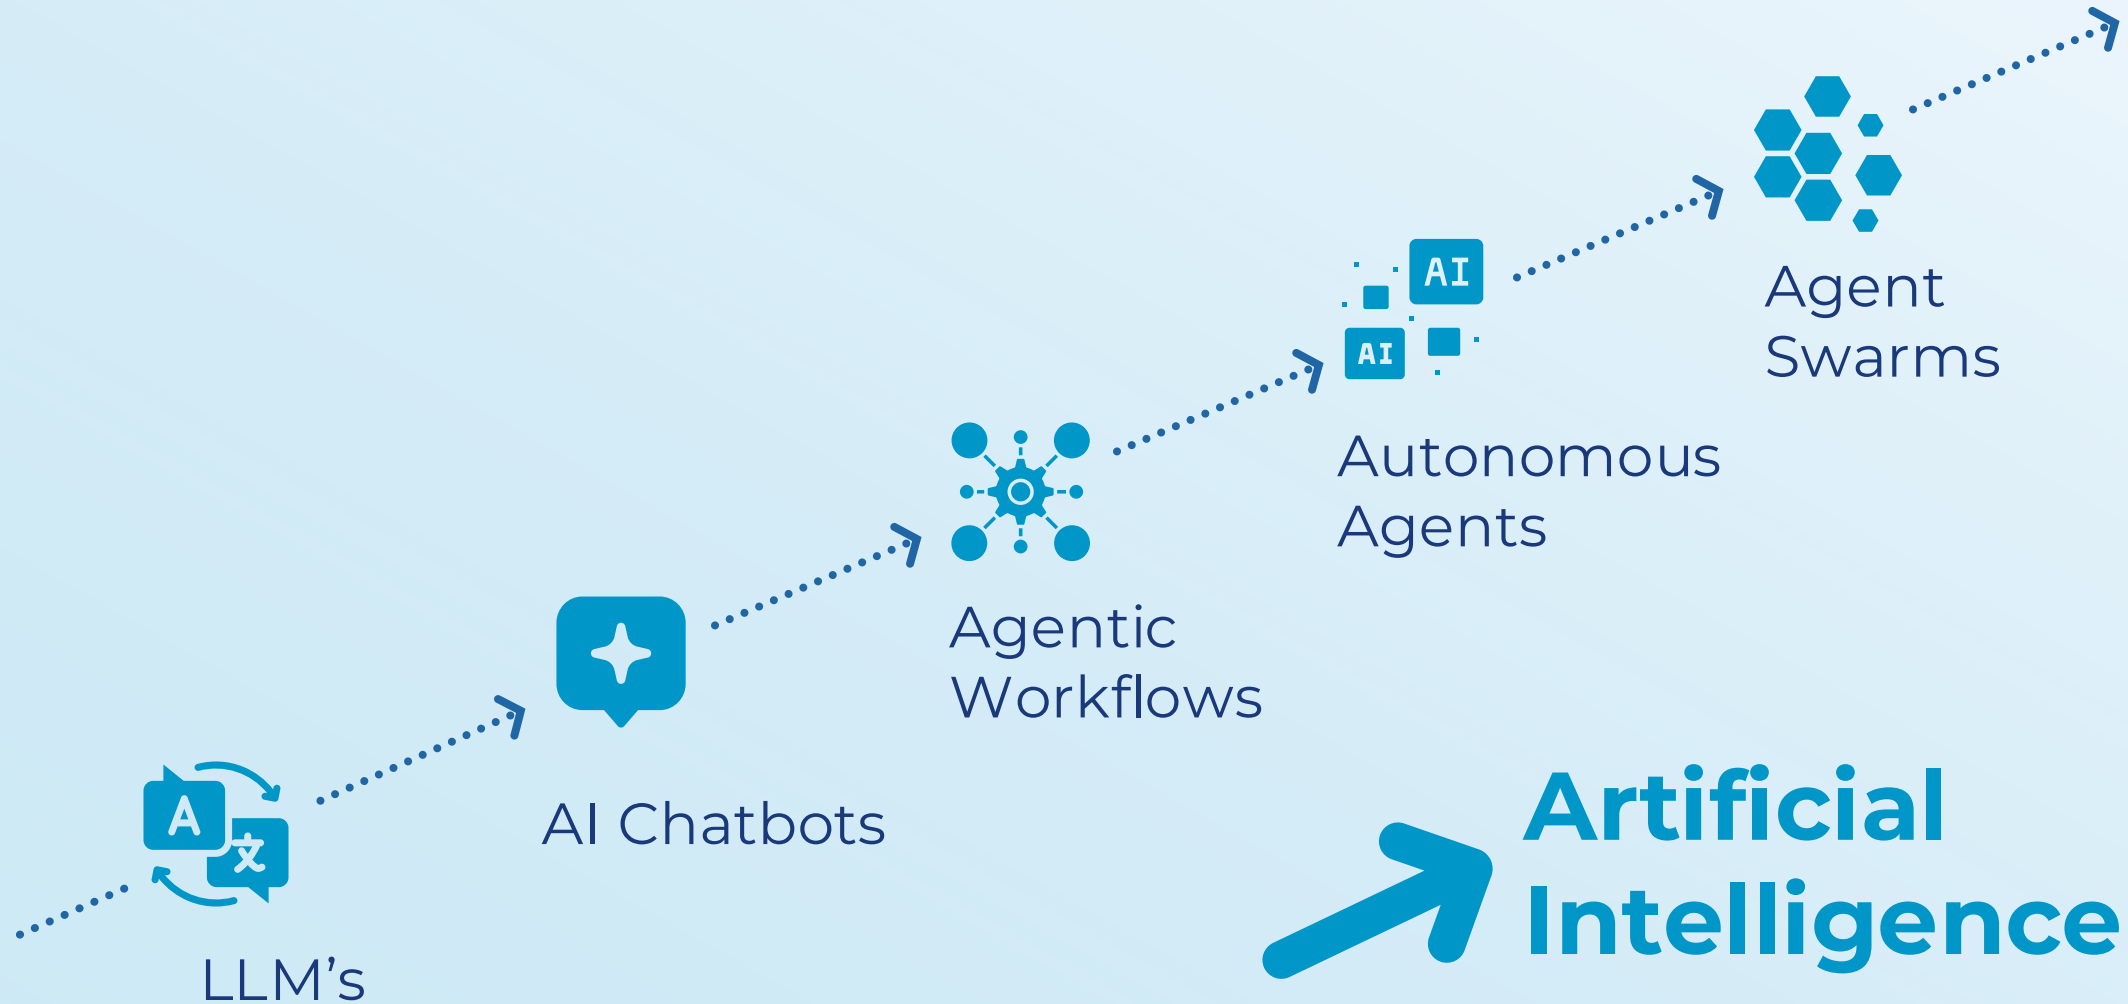 LLM’s
A
文
AI Chatbots
Agentic
Workflows
AI
AI
Autonomous
Agents
Agent
Swarms
Artificial
Intelligence